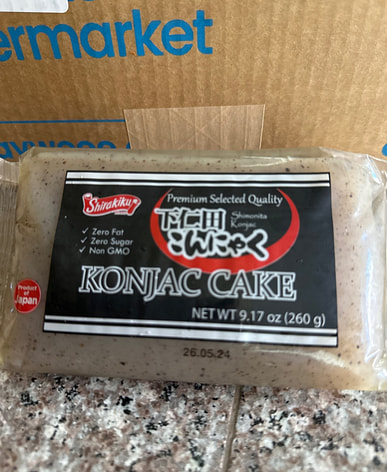 ermarket
Shirakiku
Premium Selected Quality
下仁田
Shimonita
Konjac
こんにゃく
✓ Zero Fat
✓ Zero Sugar
✓ Non GMO
KONJAC CAKE
Product
of
Japan
NET WT 9.17 oz (260 g)
26.05.24